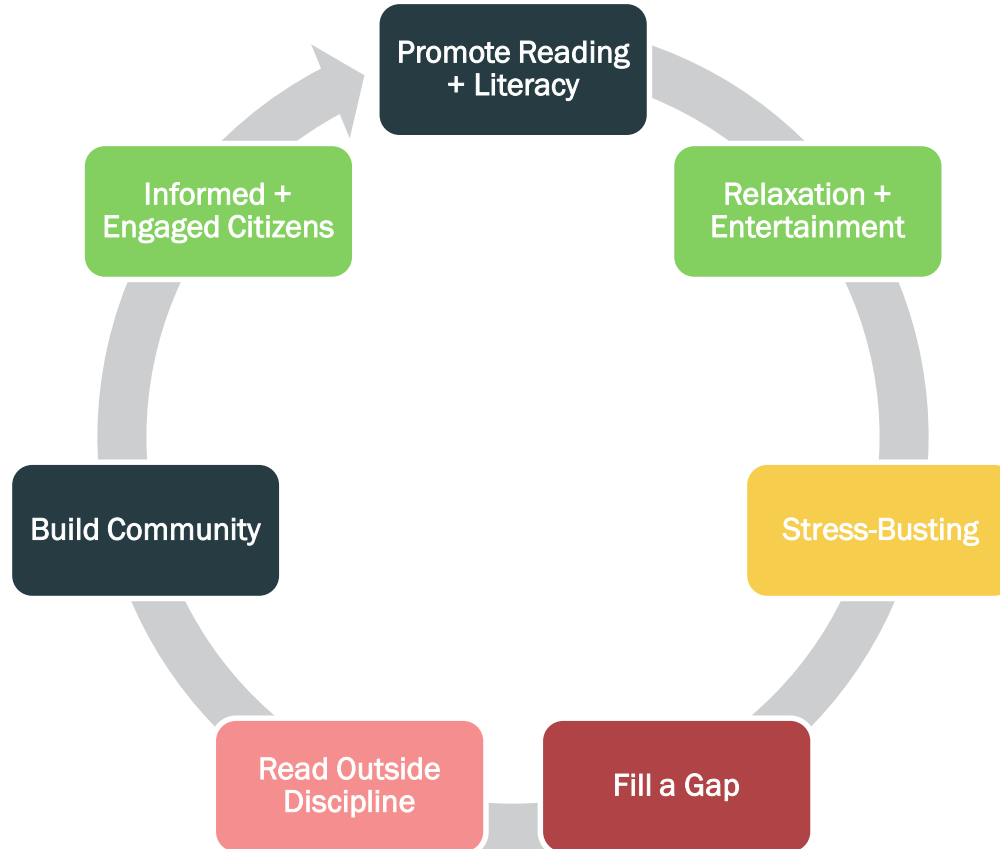 Promote Reading
+ Literacy
Relaxation +
Entertainment
Stress-Busting
Fill a Gap
Read Outside
Discipline
Build Community
Informed +
Engaged Citizens